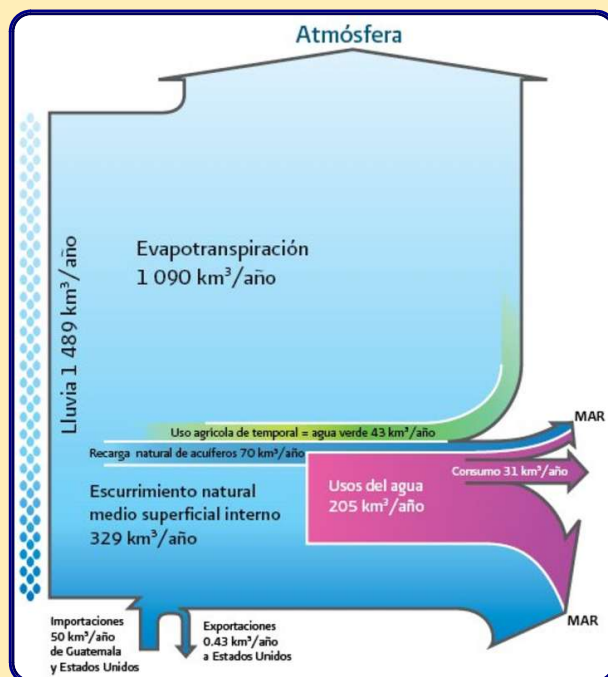 Atmósfera
Lluvia 1 489 km³/año
Evapotranspiración
1 090 km³/año
Uso agrícola de temporal = agua verde 43 km³/año
Recarga natural de acuíferos 70 km³/año
MAR
Consumo 31 km³/año
Usos del agua
205 km³/año
Escurrimiento natural
medio superficial interno
329 km³/año
MAR
Importaciones
50 km³/año
de Guatemala
y Estados Unidos
Exportaciones
0.43 km³/año
a Estados Unidos